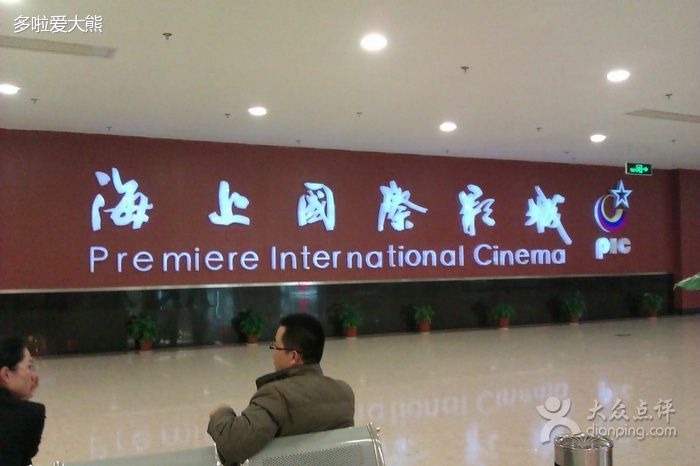 多啦爱大熊
海上國際影城
Premiere International Cinema
pic
大众点评
dianping.com